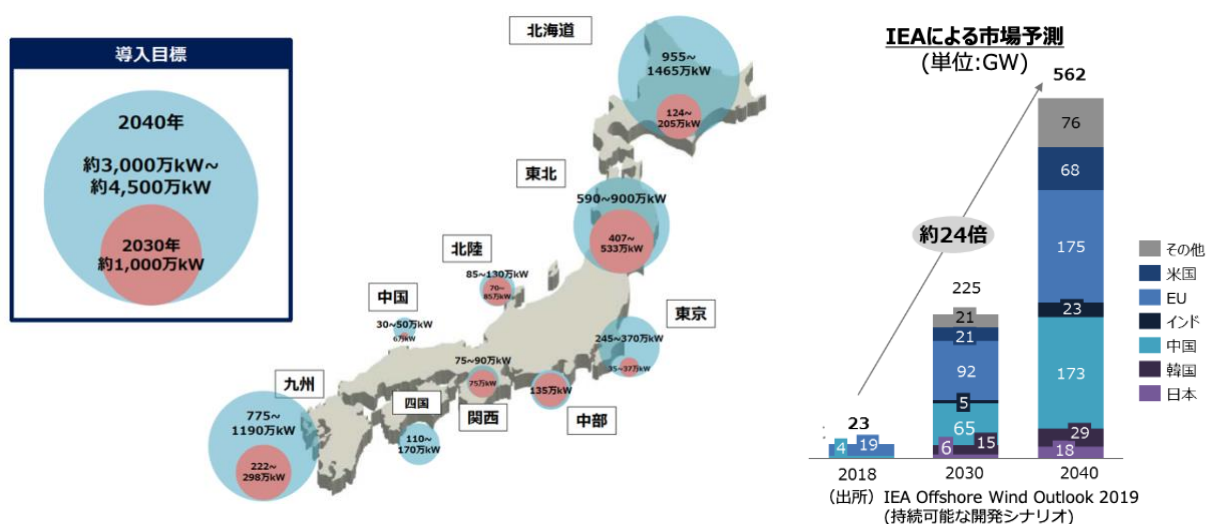 導入目標
2040年
約3,000万kW~
約4,500万kW
2030年
約1,000万kW
北海道
955~
1465万kW
124~
205万kW
東北
590~900万kW
407~
533万kW
北陸
85~130万kW
70~
85万kW
中国
30~50万kW
6万kW
東京
245~370万kW
35~37万kW
75~90万kW
75万kW
関西
135万kW
中部
四国
110~
170万kW
九州
775~
1190万kW
222~
298万kW
IEAによる市場予測
(単位:GW)
562
76
68
175
23
173
29
18
約24倍
225
21
21
92
5
65
6
15
23
4
19
2018
2030
2040
その他
米国
EU
インド
中国
韓国
日本
（出所）IEA Offshore Wind Outlook 2019
(持続可能な開発シナリオ)